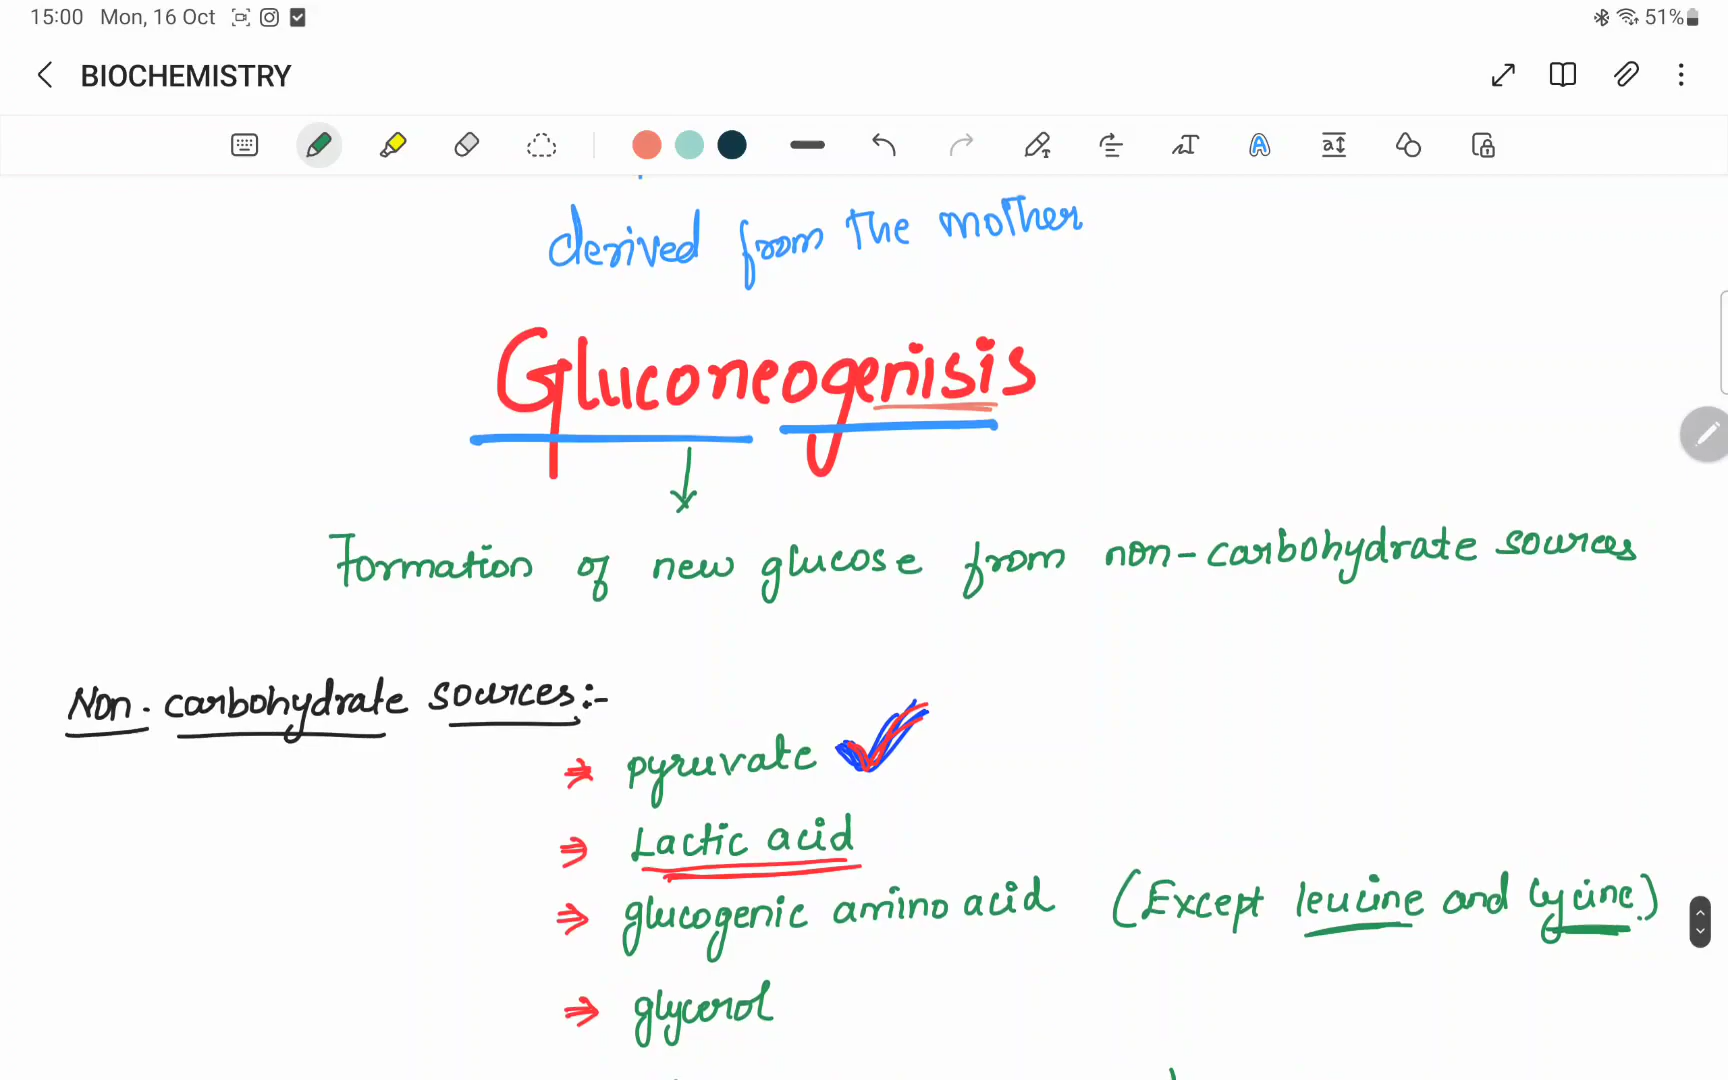 15:00 Mon, 16 Oct 51%
BIOCHEMISTRY
derived from the mother
Gluconeogenisis
Formation of new glucose from non-carbohydrate sources
Non-carbohydrate sources:-
⇒ pyruvate ✓
⇒ Lactic acid
⇒ glucogenic amino acid (Except leucine and lycine.)
⇒ glycerol